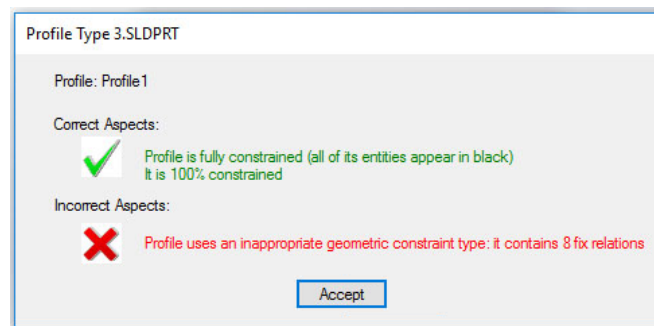 Profile Type 3.SLDPRT
Profile: Profile1
Correct Aspects:
Profile is fully constrained (all of its entities appear in black)
It is 100% constrained
Incorrect Aspects:
Profile uses an inappropriate geometric constraint type: it contains 8 fix relations
Accept